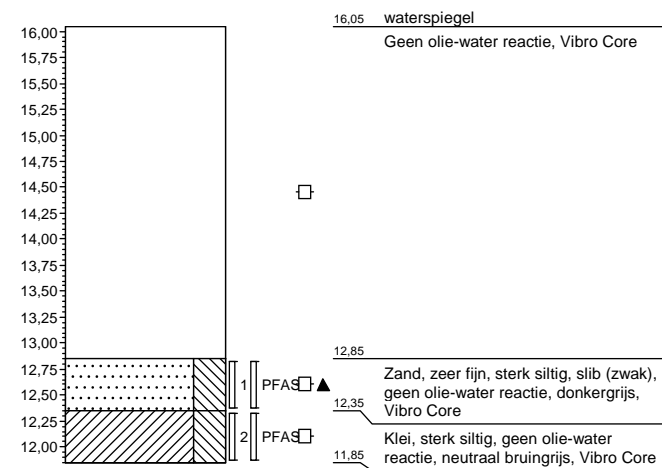 16,05 waterspiegel
16,00
Geen olie-water reactie, Vibro Core
15,75
15,50
15,25
15,00
14,75
14,50
14,25
14,00
13,75
13,50
13,25
13,00
12,85
12,75
Zand, zeer fijn, sterk siltig, slib (zwak),
1 PFAS
geen olie-water reactie, donkergrijs,
12,50
12,35
Vibro Core
12,25
2 PFAS
Klei, sterk siltig, geen olie-water
12,00
11,85
reactie, neutraal bruingrijs, Vibro Core